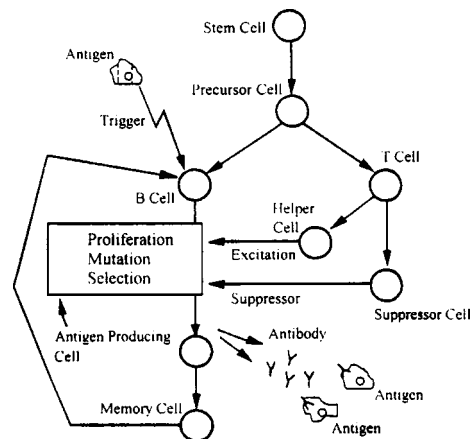 Stem Cell
Antigen
Precursor Cell
Trigger
T Cell
B Cell
Helper
Cell
Proliferation
Mutation
Selection
Excitation
Suppressor
Suppressor Cell
Antigen Producing
Cell
Antibody
Y
Y Y Y
Antigen
Memory Cell
Antigen